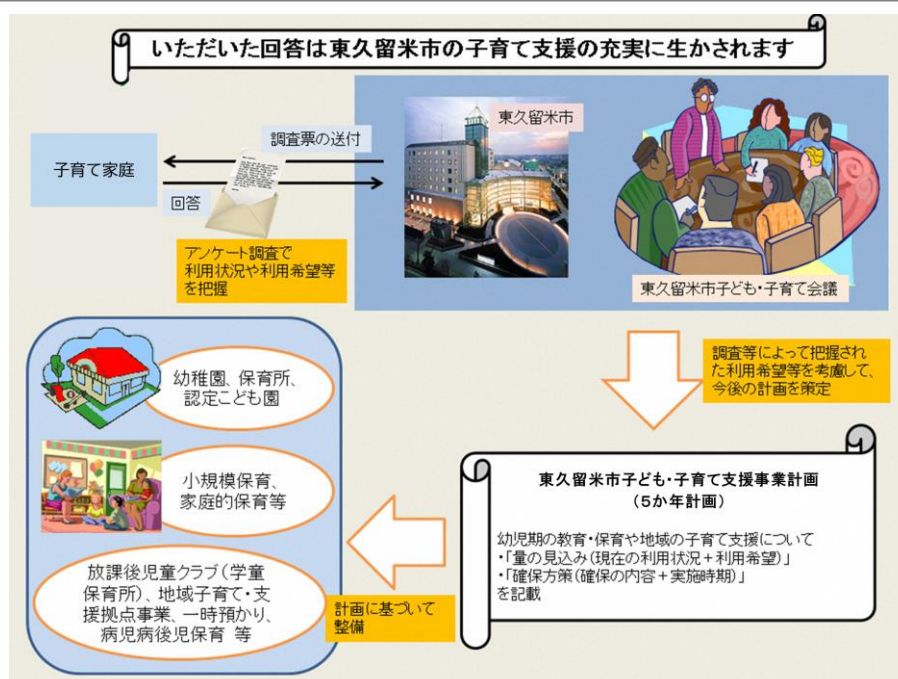 いただいた回答は東久留米市の子育て支援の充実に生かされます
子育て家庭
調査票の送付
回答
東久留米市
アンケート調査で
利用状況や利用希望等
を把握
東久留米市子ども・子育て会議
調査等によって把握され
た利用希望等を考慮して、
今後の計画を策定
東久留米市子ども・子育て支援事業計画
(5か年計画)
幼児期の教育・保育や地域の子育て支援について
・「量の見込み(現在の利用状況+利用希望)」
・「確保方策(確保の内容+実施時期)」
を記載
計画に基づいて
整備
幼稚園、保育所、
認定こども園
小規模保育、
家庭的保育等
放課後児童クラブ(学童
保育所)、地域子育て・支
援拠点事業、一時預かり、
病児病後児保育 等